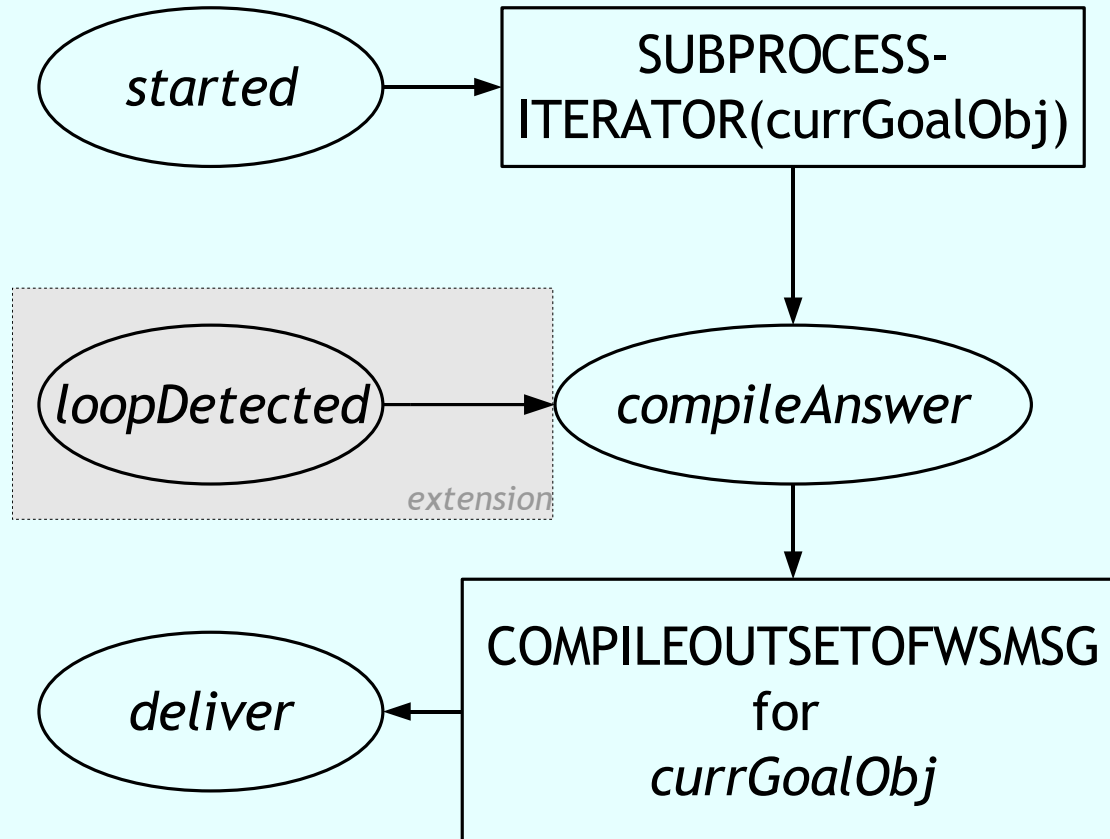 started
SUBPROCESS-
ITERATOR(currGoalObj)
loopDetected
extension
compileAnswer
COMPILEOUTSETOFWSMSG
for
currGoalObj
deliver